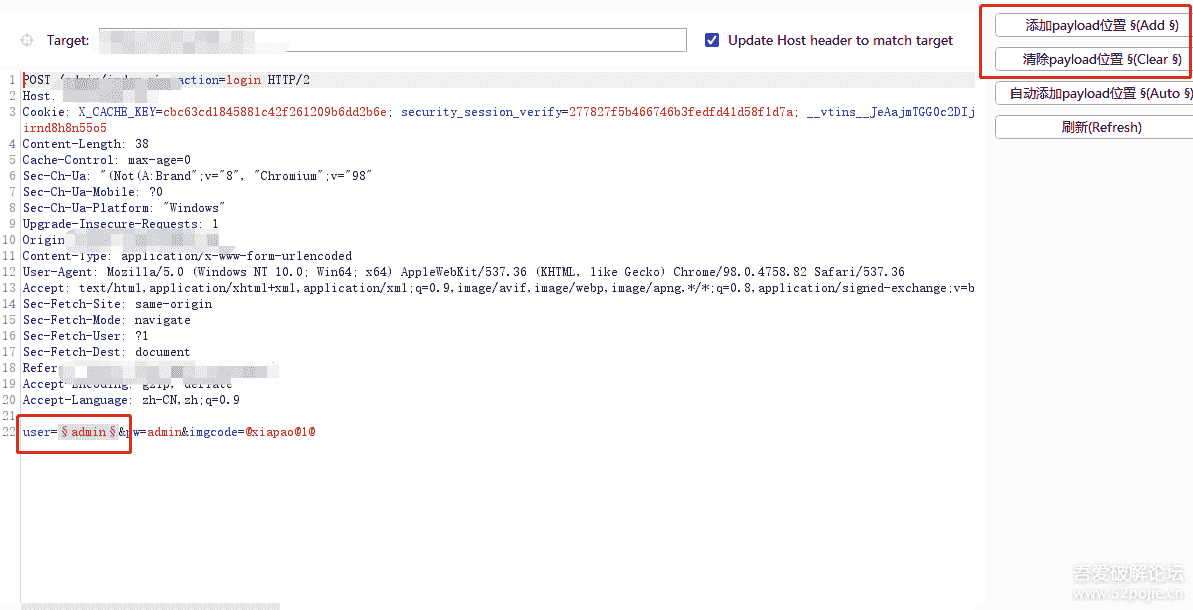 Target:
Update Host header to match target
添加payload位置 §(Add §)
清除payload位置 §(Clear §)
自动添加payload位置 §(Auto §)
刷新(Refresh)
1 POST action=login HTTP/2
2 Host:
3 Cookie: X_CACHE_KEY=cbc63cd1845881c42f261209b6dd2b6e; security_session_verify=277827f5b466746b3fedfd41d58f1d7a; __vtins__JeAajmTGGOc2DIj
irnd8h8n55o5
4 Content-Length: 38
5 Cache-Control: max-age=0
6 Sec-Ch-Ua: "(Not(A:Brand";v="8", "Chromium";v="98"
7 Sec-Ch-Ua-Mobile: ?0
8 Sec-Ch-Ua-Platform: "Windows"
9 Upgrade-Insecure-Requests: 1
10 Origin
11 Content-Type: application/x-www-form-urlencoded
12 User-Agent: Mozilla/5.0 (Windows NT 10.0; Win64; x64) AppleWebKit/537.36 (KHTML, like Gecko) Chrome/98.0.4758.82 Safari/537.36
13 Accept: text/html,application/xhtml+xml,application/xml;q=0.9,image/avif,image/webp,image/apng,*/*;q=0.8,application/signed-exchange;v=b
14 Sec-Fetch-Site: same-origin
15 Sec-Fetch-Mode: navigate
16 Sec-Fetch-User: ?1
17 Sec-Fetch-Dest: document
18 Refer
19 Accept-Encoding: gzip, deflate
20 Accept-Language: zh-CN,zh;q=0.9
21
22 user=§admin§&pw=admin&imgcode=@xiapao@1@
吾爱破解论坛
www.52pojie.cn